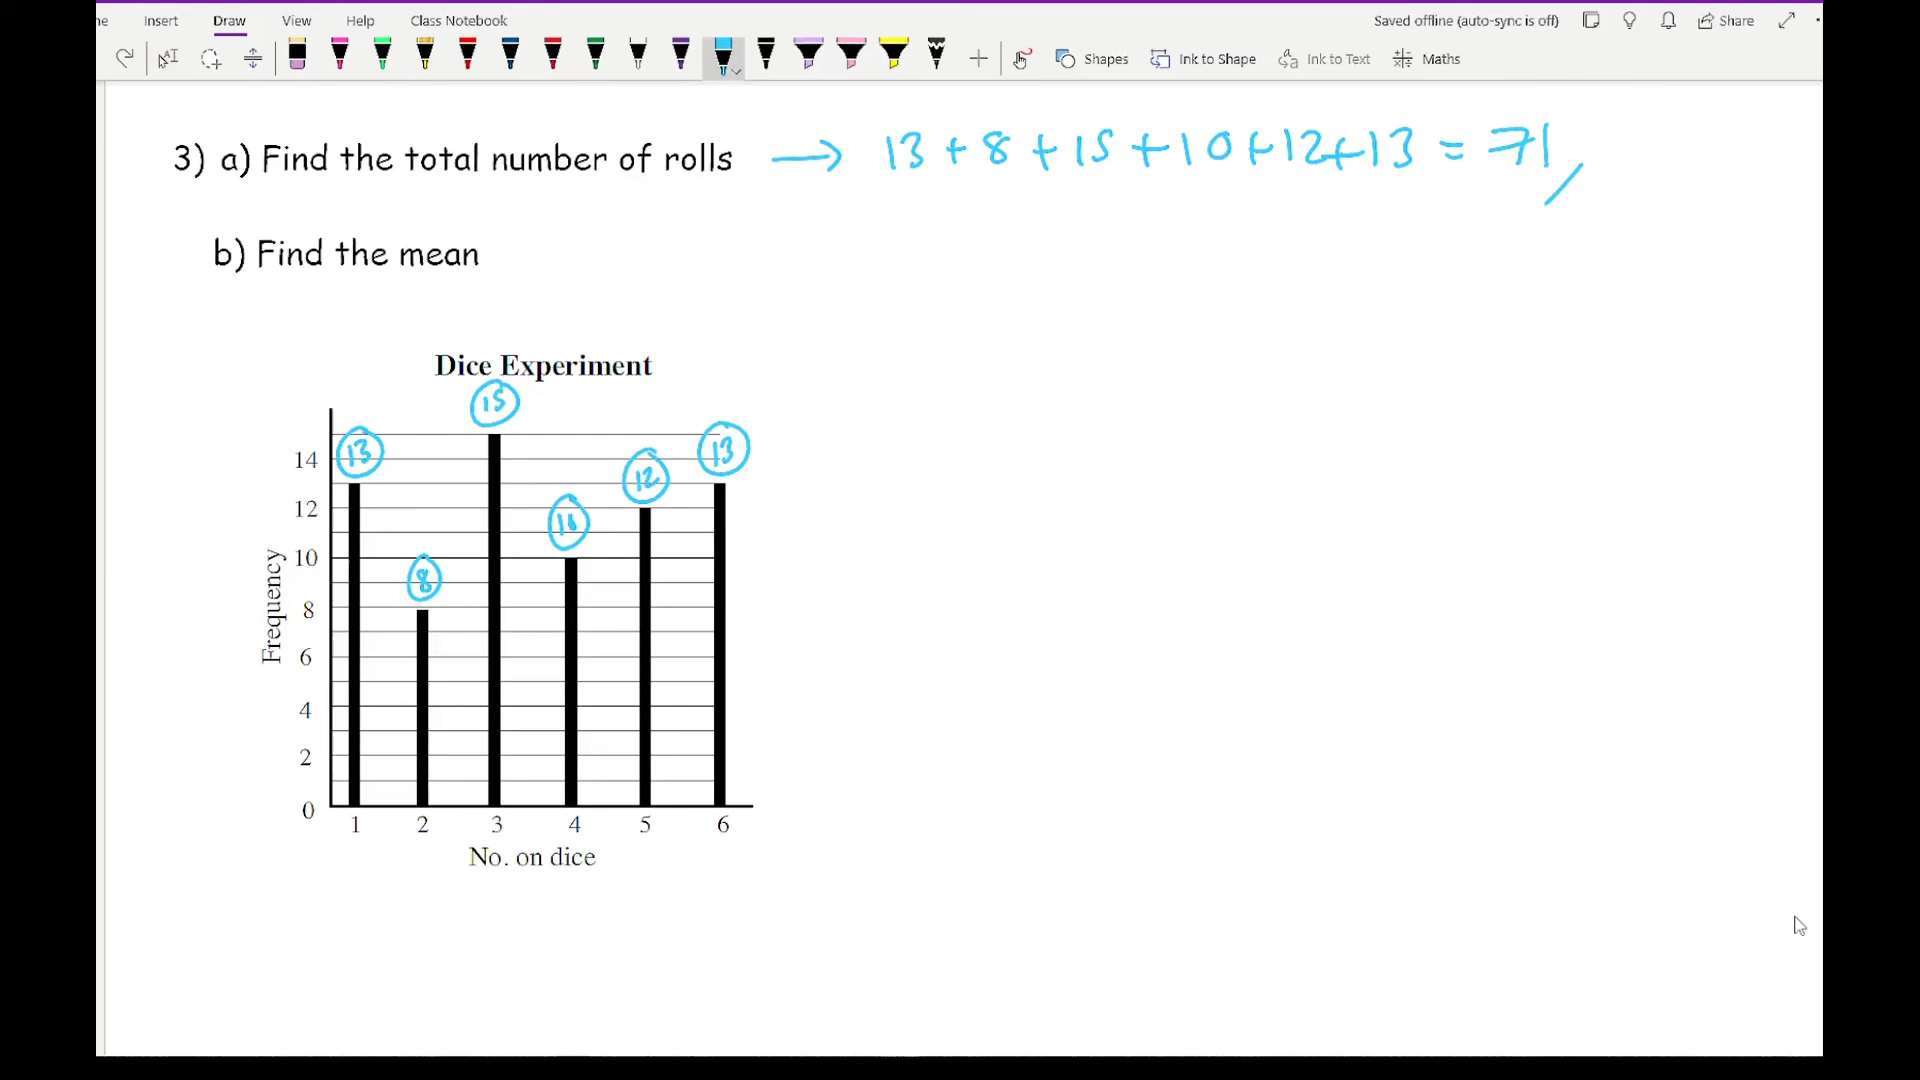 Insert Draw View Help Class Notebook Saved offline (auto-sync is off) Share
Shapes Ink to Shape Ink to Text Maths
3) a) Find the total number of rolls → 13 + 8 + 15 + 10 + 12 + 13 = 71
b) Find the mean
Dice Experiment
15
13 13
14
12
12
10
10
8
8
6
4
2
0
Frequency
1 2 3 4 5 6
No. on dice